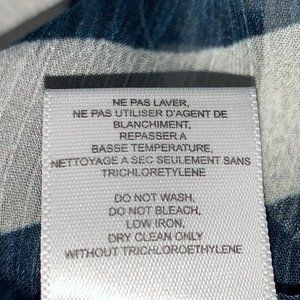 NE PAS LAVER,
NE PAS UTILISER D'AGENT DE
BLANCHIMENT,
REPASSER A
BASSE TEMPERATURE,
NETTOYAGE A SEC SEULEMENT SANS
TRICHLORETYLENE
DO NOT WASH,
DO NOT BLEACH,
LOW IRON,
DRY CLEAN ONLY
WITHOUT TRICHLOROETHYLENE